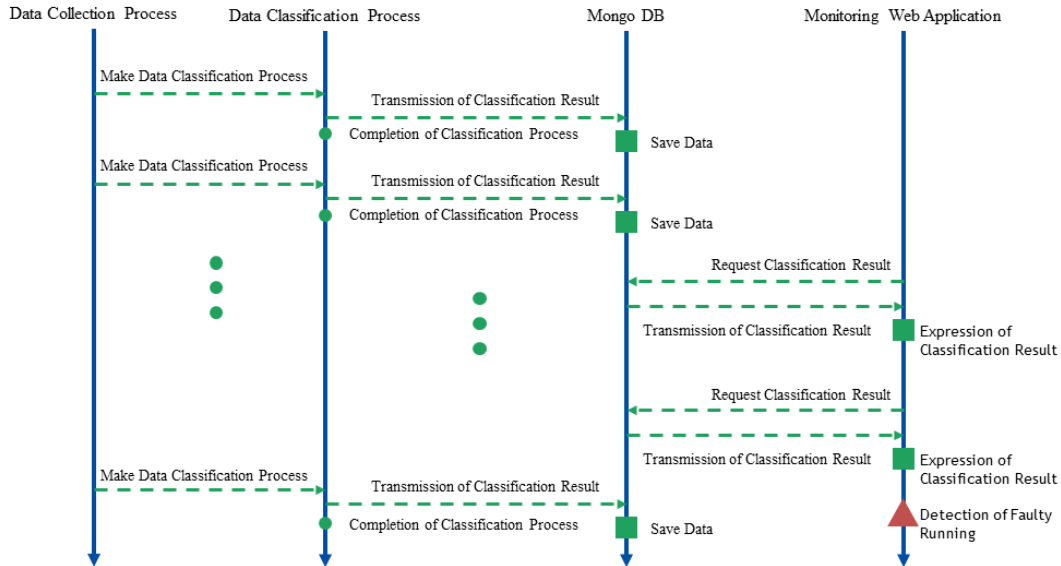 Data Collection Process
Data Classification Process
Mongo DB
Monitoring Web Application
Make Data Classification Process
Transmission of Classification Result
Completion of Classification Process
Save Data
Make Data Classification Process
Transmission of Classification Result
Completion of Classification Process
Save Data
Request Classification Result
Transmission of Classification Result
Expression of
Classification Result
Request Classification Result
Transmission of Classification Result
Expression of
Classification Result
Make Data Classification Process
Transmission of Classification Result
Completion of Classification Process
Save Data
Detection of Faulty
Running